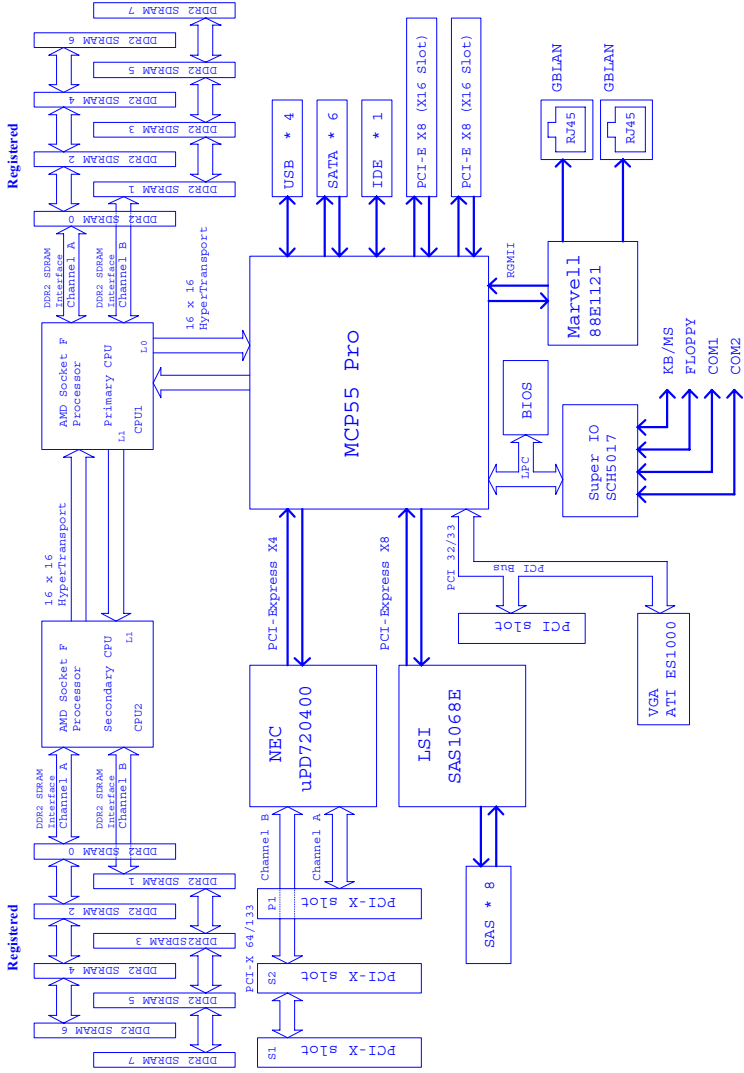 Registered
DDR2 SDRAM 7
DDR2 SDRAM 6
DDR2 SDRAM 5
DDR2 SDRAM 4
DDR2 SDRAM 3
DDR2 SDRAM 2
DDR2 SDRAM 1
DDR2 SDRAM 0
DDR2 SDRAM
Interface
Channel A
DDR2 SDRAM
Interface
Channel B
AMD Socket F
Processor
Primary CPU
CPU1
L0
L1
16 x 16
HyperTransport
16 x 16
HyperTransport
AMD Socket F
Processor
Secondary CPU
CPU2
L1
DDR2 SDRAM
Interface
Channel A
DDR2 SDRAM
Interface
Channel B
Registered
DDR2 SDRAM 0
DDR2 SDRAM 1
DDR2 SDRAM 2
DDR2SDRAM 3
DDR2 SDRAM 4
DDR2 SDRAM 5
DDR2 SDRAM 6
DDR2 SDRAM 7
USB * 4
SATA * 6
IDE * 1
PCI-E X8 (X16 Slot)
PCI-E X8 (X16 Slot)
MCP55 Pro
RGMII
Marvell
88E1121
RJ45
GBLAN
RJ45
GBLAN
BIOS
LPC
Super IO
SCH5017
KB/MS
FLOPPY
COM1
COM2
PCI-Express X4
PCI-Express X8
PCI 32/33
PCI Bus
PCI slot
VGA
ATI ES1000
NEC
uPD720400
LSI
SAS1068E
SAS * 8
Channel B
Channel A
PCI-X 64/133
P1 PCI-X slot
S2 PCI-X slot
S1 PCI-X slot